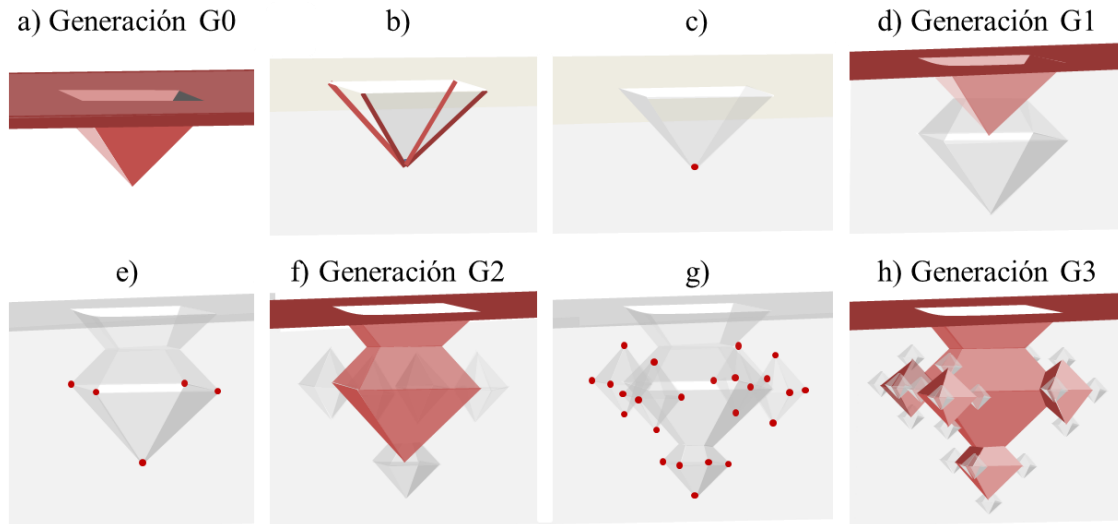 a) Generación G0
b)
c)
d) Generación G1
e)
f) Generación G2
g)
h) Generación G3